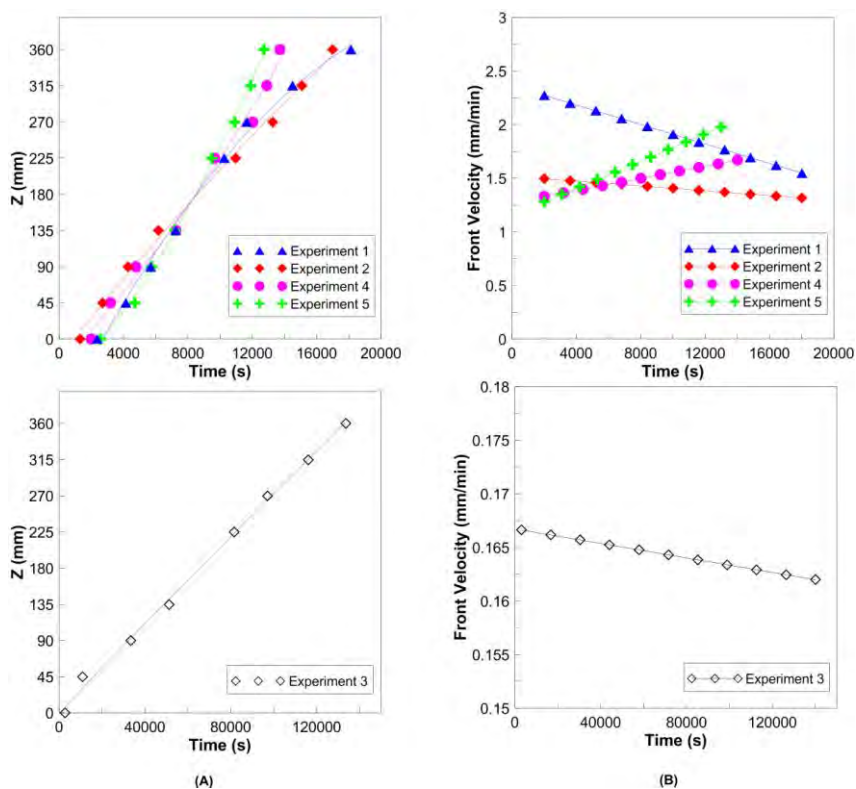 Z (mm)
360
315
270
225
180
135
90
45
0
0 4000 8000 12000 16000 20000
Time (s)
Experiment 1
Experiment 2
Experiment 4
Experiment 5
Front Velocity (mm/min)
3
2.5
2
1.5
1
0.5
0
0 4000 8000 12000 16000 20000
Time (s)
Experiment 1
Experiment 2
Experiment 4
Experiment 5
Z (mm)
360
315
270
225
180
135
90
45
0
0 40000 80000 120000
Time (s)
Experiment 3
(A)
Front Velocity (mm/min)
0.18
0.175
0.17
0.165
0.16
0.155
0.15
0 40000 80000 120000
Time (s)
Experiment 3
(B)